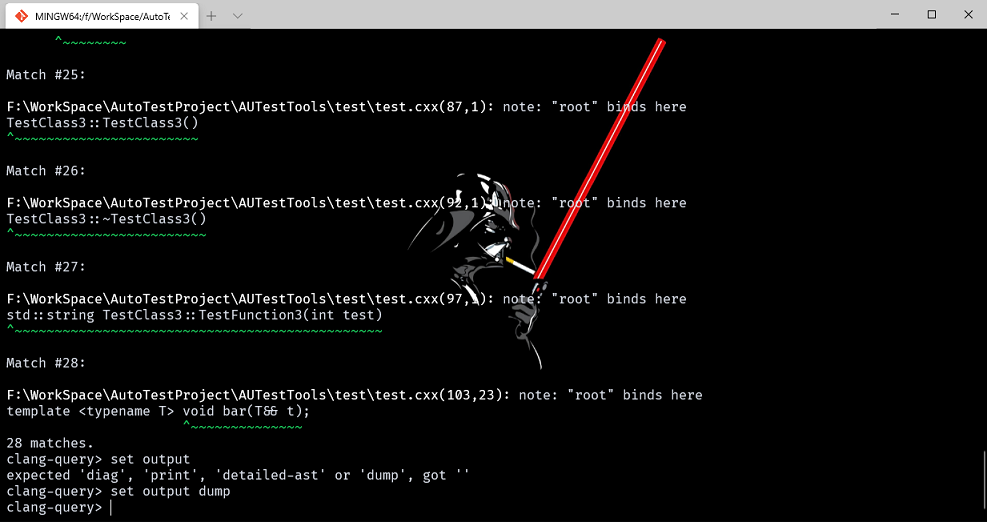 MINGW64:/f/WorkSpace/AutoTe
^~~~~~~~~
Match #25:
F:\WorkSpace\AutoTestProject\AUTestTools\test\test.cxx(87,1): note: "root" binds here
TestClass3::TestClass3()
^~~~~~~~~~~~~~~~~~~~~~~~
Match #26:
F:\WorkSpace\AutoTestProject\AUTestTools\test\test.cxx(92,1): note: "root" binds here
TestClass3::~TestClass3()
^~~~~~~~~~~~~~~~~~~~~~~~~
Match #27:
F:\WorkSpace\AutoTestProject\AUTestTools\test\test.cxx(97,1): note: "root" binds here
std::string TestClass3::TestFunction3(int test)
^~~~~~~~~~~~~~~~~~~~~~~~~~~~~~~~~~~~~~~~~~~~~~~
Match #28:
F:\WorkSpace\AutoTestProject\AUTestTools\test\test.cxx(103,23): note: "root" binds here
template <typename T> void bar(T&& t);
^~~~~~~~~~~~~~~
28 matches.
clang-query> set output
expected 'diag', 'print', 'detailed-ast' or 'dump', got ''
clang-query> set output dump
clang-query>